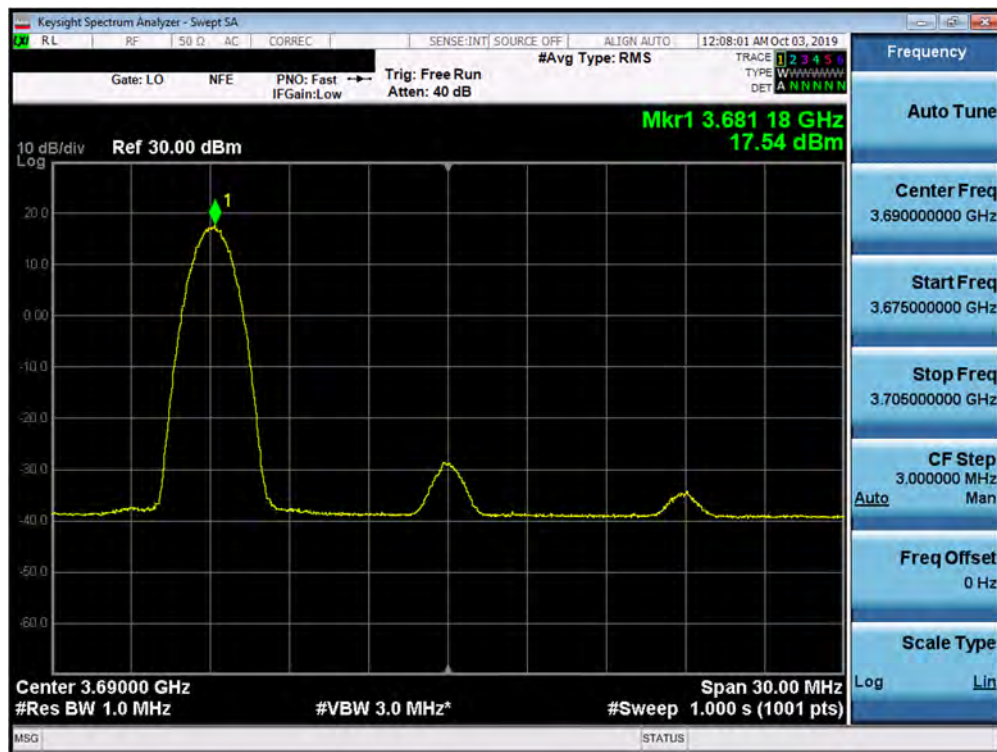 Keysight Spectrum Analyzer - Swept SA
LXI RL RF 50 Ω AC CORREC SENSE:INT SOURCE OFF ALIGN AUTO 12:08:01 AM Oct 03, 2019
Frequency
#Avg Type: RMS
TRACE 1 2 3 4 5 6
Gate: LO NFE PNO: Fast Trig: Free Run
TYPE W
IFGain:Low Atten: 40 dB
DET A N N N N N
Auto Tune
Mkr1 3.681 18 GHz
17.54 dBm
10 dB/div Ref 30.00 dBm
Log
1
20.0
10.0
0.00
-10.0
-20.0
-30.0
-40.0
-50.0
-60.0
Center Freq
3.690000000 GHz
Start Freq
3.675000000 GHz
Stop Freq
3.705000000 GHz
CF Step
3.000000 MHz
Auto Man
Freq Offset
0 Hz
Scale Type
Log Lin
Center 3.69000 GHz Span 30.00 MHz
#Res BW 1.0 MHz #VBW 3.0 MHz* #Sweep 1.000 s (1001 pts)
MSG STATUS